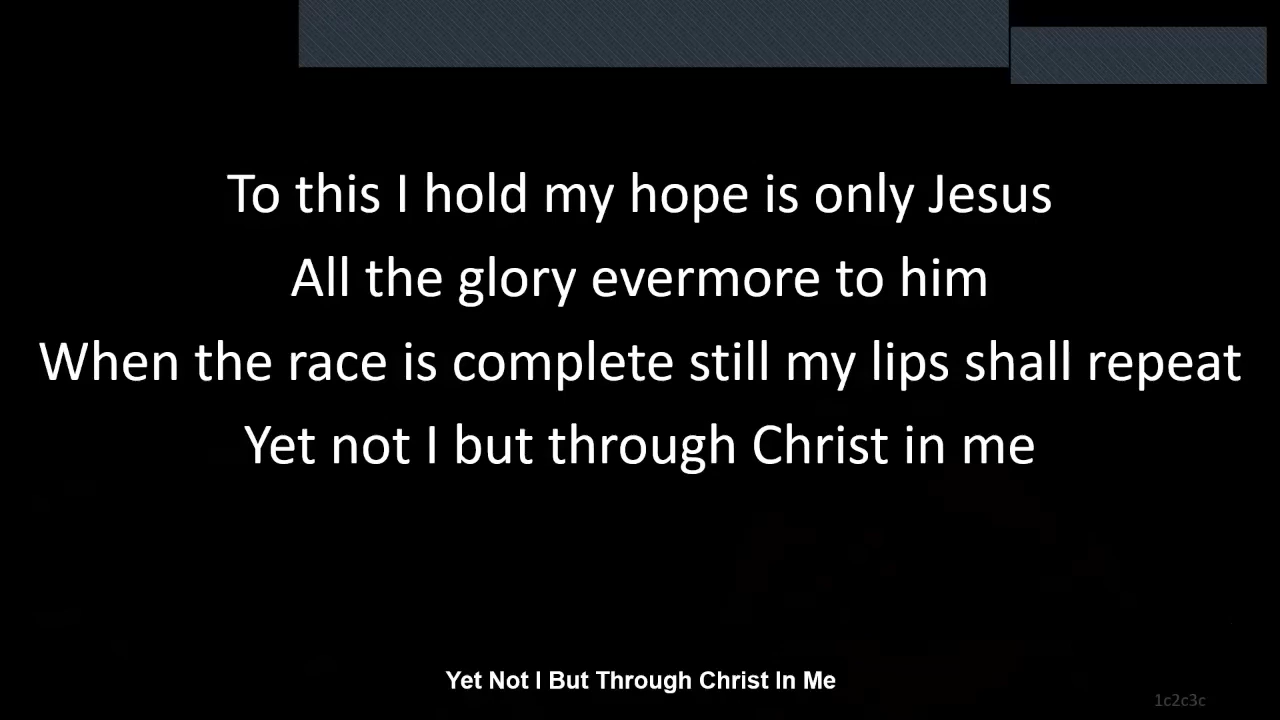 To this I hold my hope is only Jesus
All the glory evermore to him
When the race is complete still my lips shall repeat
Yet not I but through Christ in me
Yet Not I But Through Christ In Me
1c2c3c